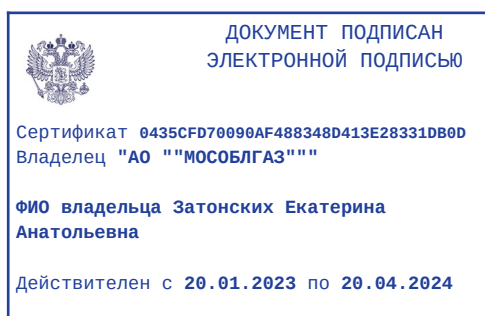 ДОКУМЕНТ ПОДПИСАН
ЭЛЕКТРОННОЙ ПОДПИСЬЮ
Сертификат 0435CFD70090AF488348D413E28331DB0D
Владелец "АО ""МОСОБЛГАЗ"""
ФИО владельца Затонских Екатерина
Анатольевна
Действителен с 20.01.2023 по 20.04.2024